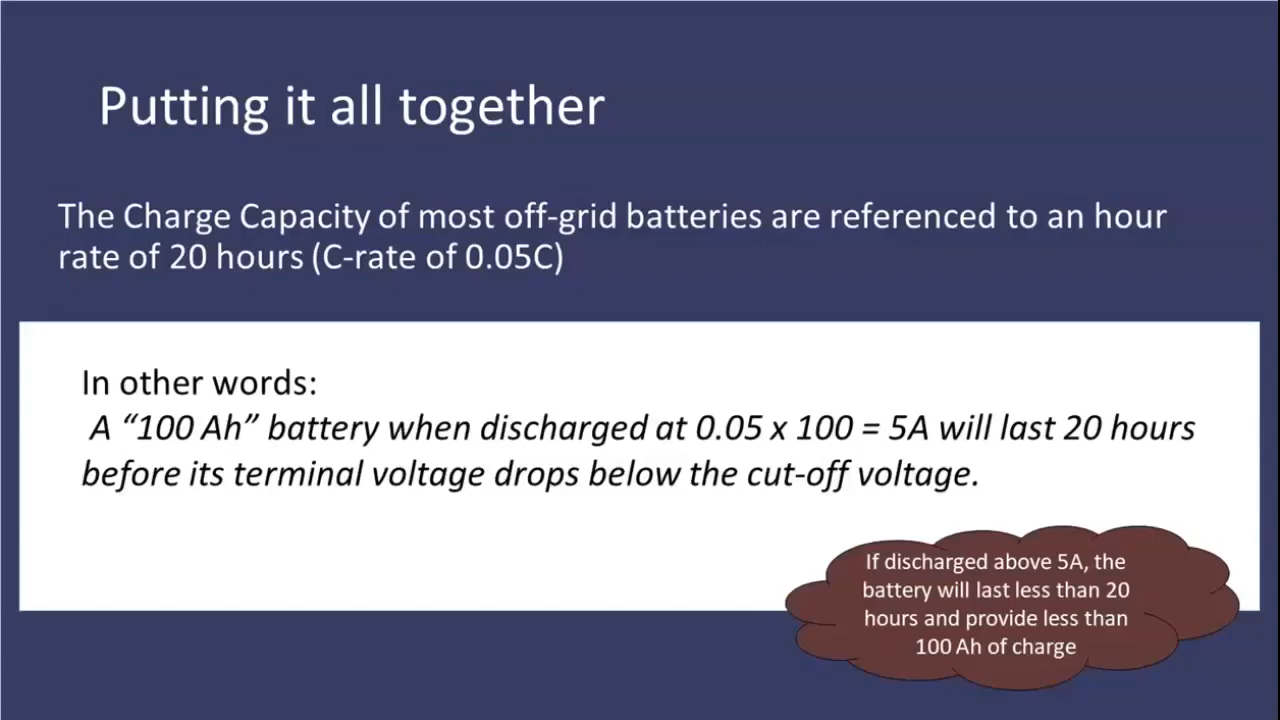 Putting it all together
The Charge Capacity of most off-grid batteries are referenced to an hour
rate of 20 hours (C-rate of 0.05C)
In other words:
A “100 Ah” battery when discharged at 0.05 x 100 = 5A will last 20 hours
before its terminal voltage drops below the cut-off voltage.
If discharged above 5A, the
battery will last less than 20
hours and provide less than
100 Ah of charge